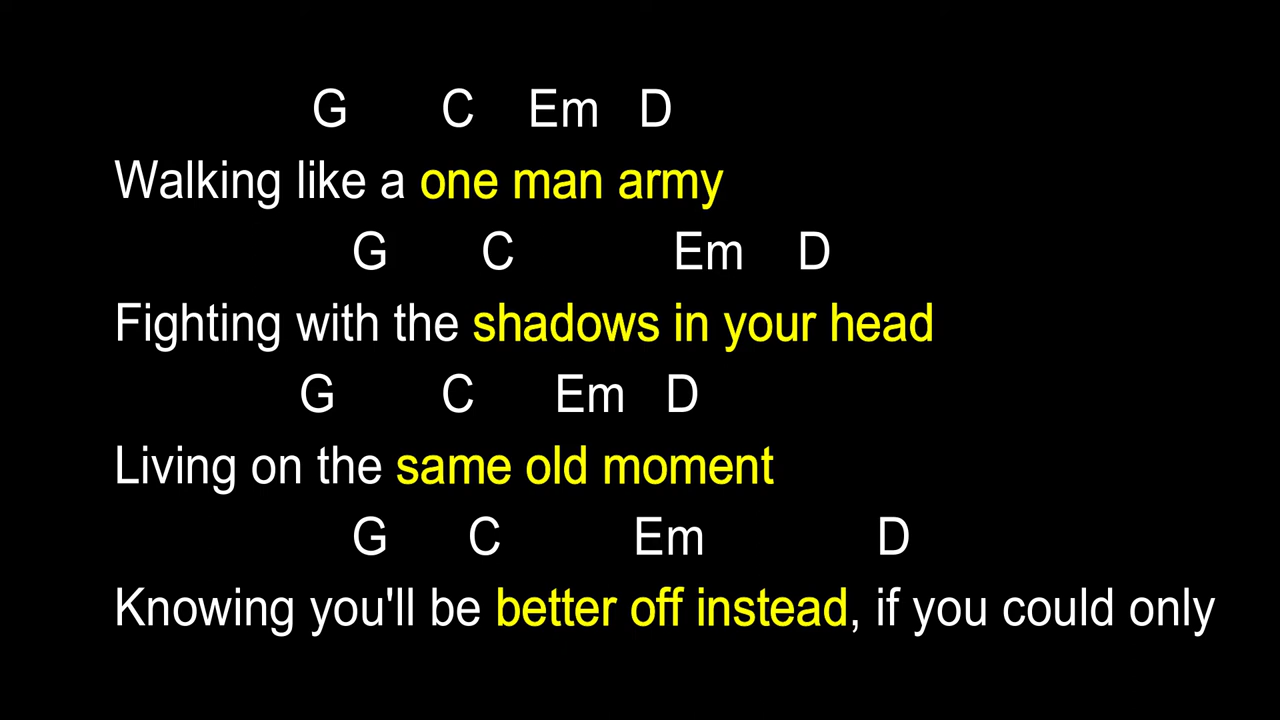 G C Em D
Walking like a one man army
G C Em D
Fighting with the shadows in your head
G C Em D
Living on the same old moment
G C Em D
Knowing you'll be better off instead, if you could only